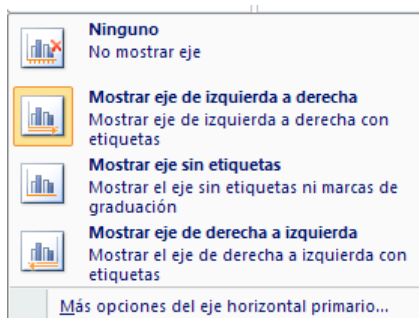 Ninguno
No mostrar eje
Mostrar eje de izquierda a derecha
Mostrar eje de izquierda a derecha con
etiquetas
Mostrar eje sin etiquetas
Mostrar el eje sin etiquetas ni marcas de
graduación
Mostrar eje de derecha a izquierda
Mostrar el eje de derecha a izquierda con
etiquetas
Más opciones del eje horizontal primario...